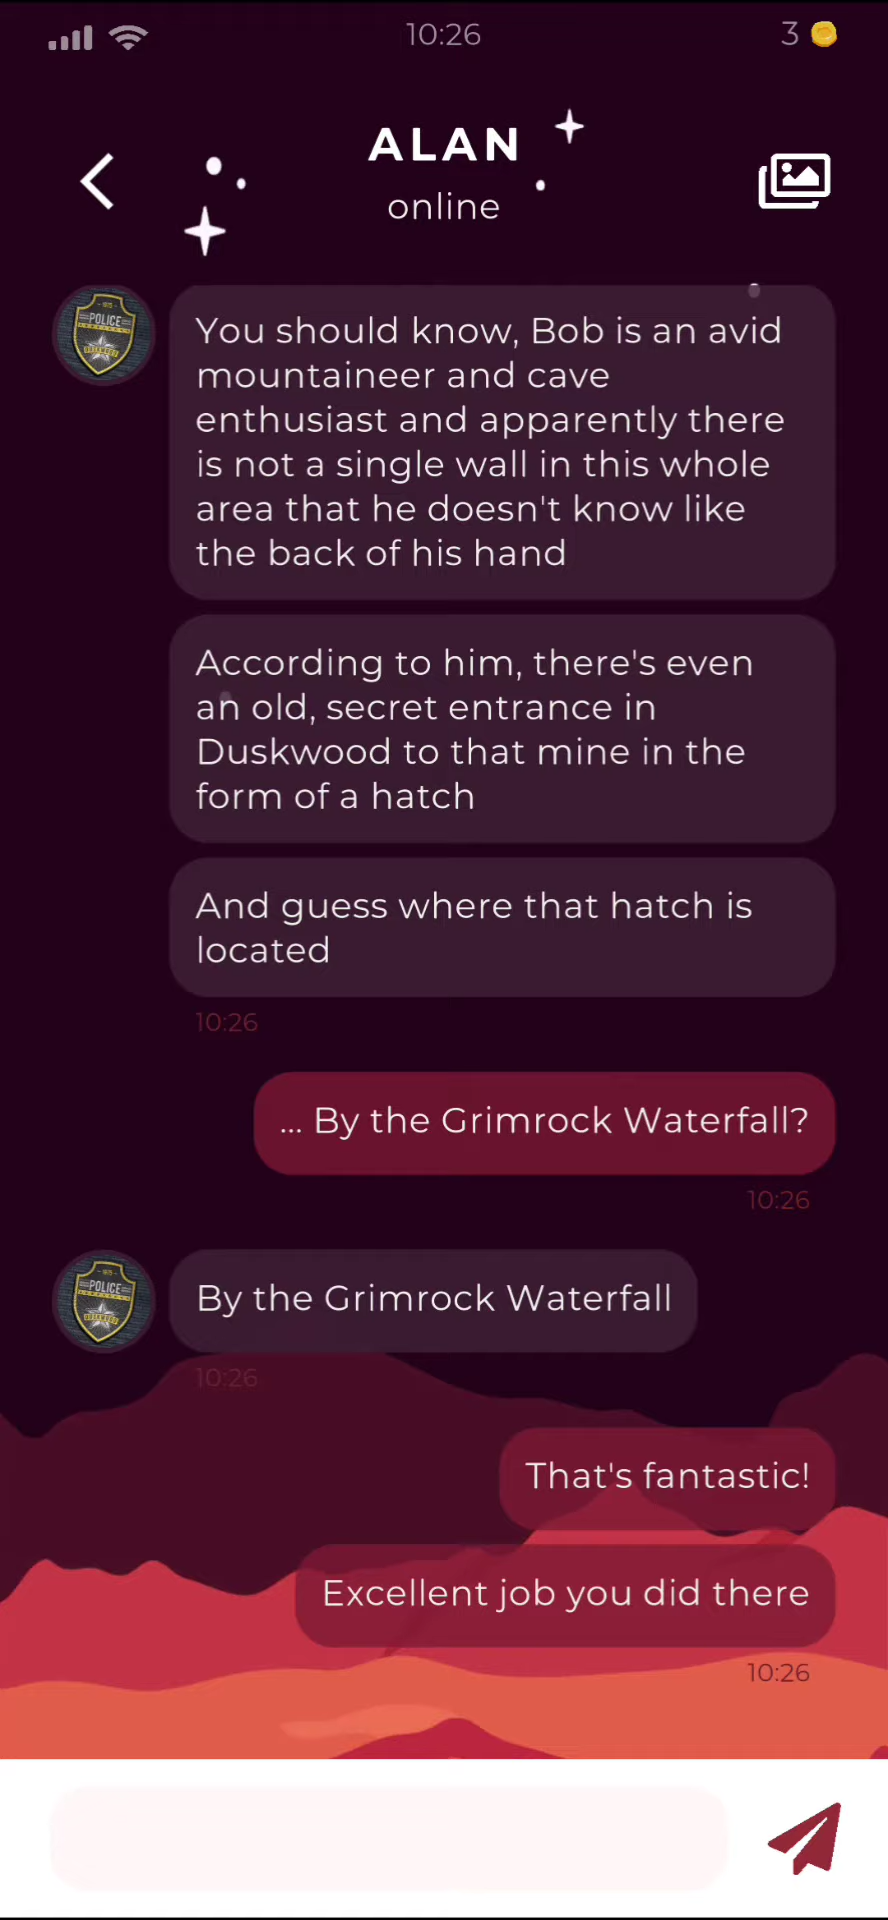 10:26
3
ALAN
online
POLICE
You should know, Bob is an avid
mountaineer and cave
enthusiast and apparently there
is not a single wall in this whole
area that he doesn't know like
the back of his hand
According to him, there's even
an old, secret entrance in
Duskwood to that mine in the
form of a hatch
And guess where that hatch is
located
10:26
... By the Grimrock Waterfall?
10:26
POLICE
By the Grimrock Waterfall
10:26
That's fantastic!
Excellent job you did there
10:26